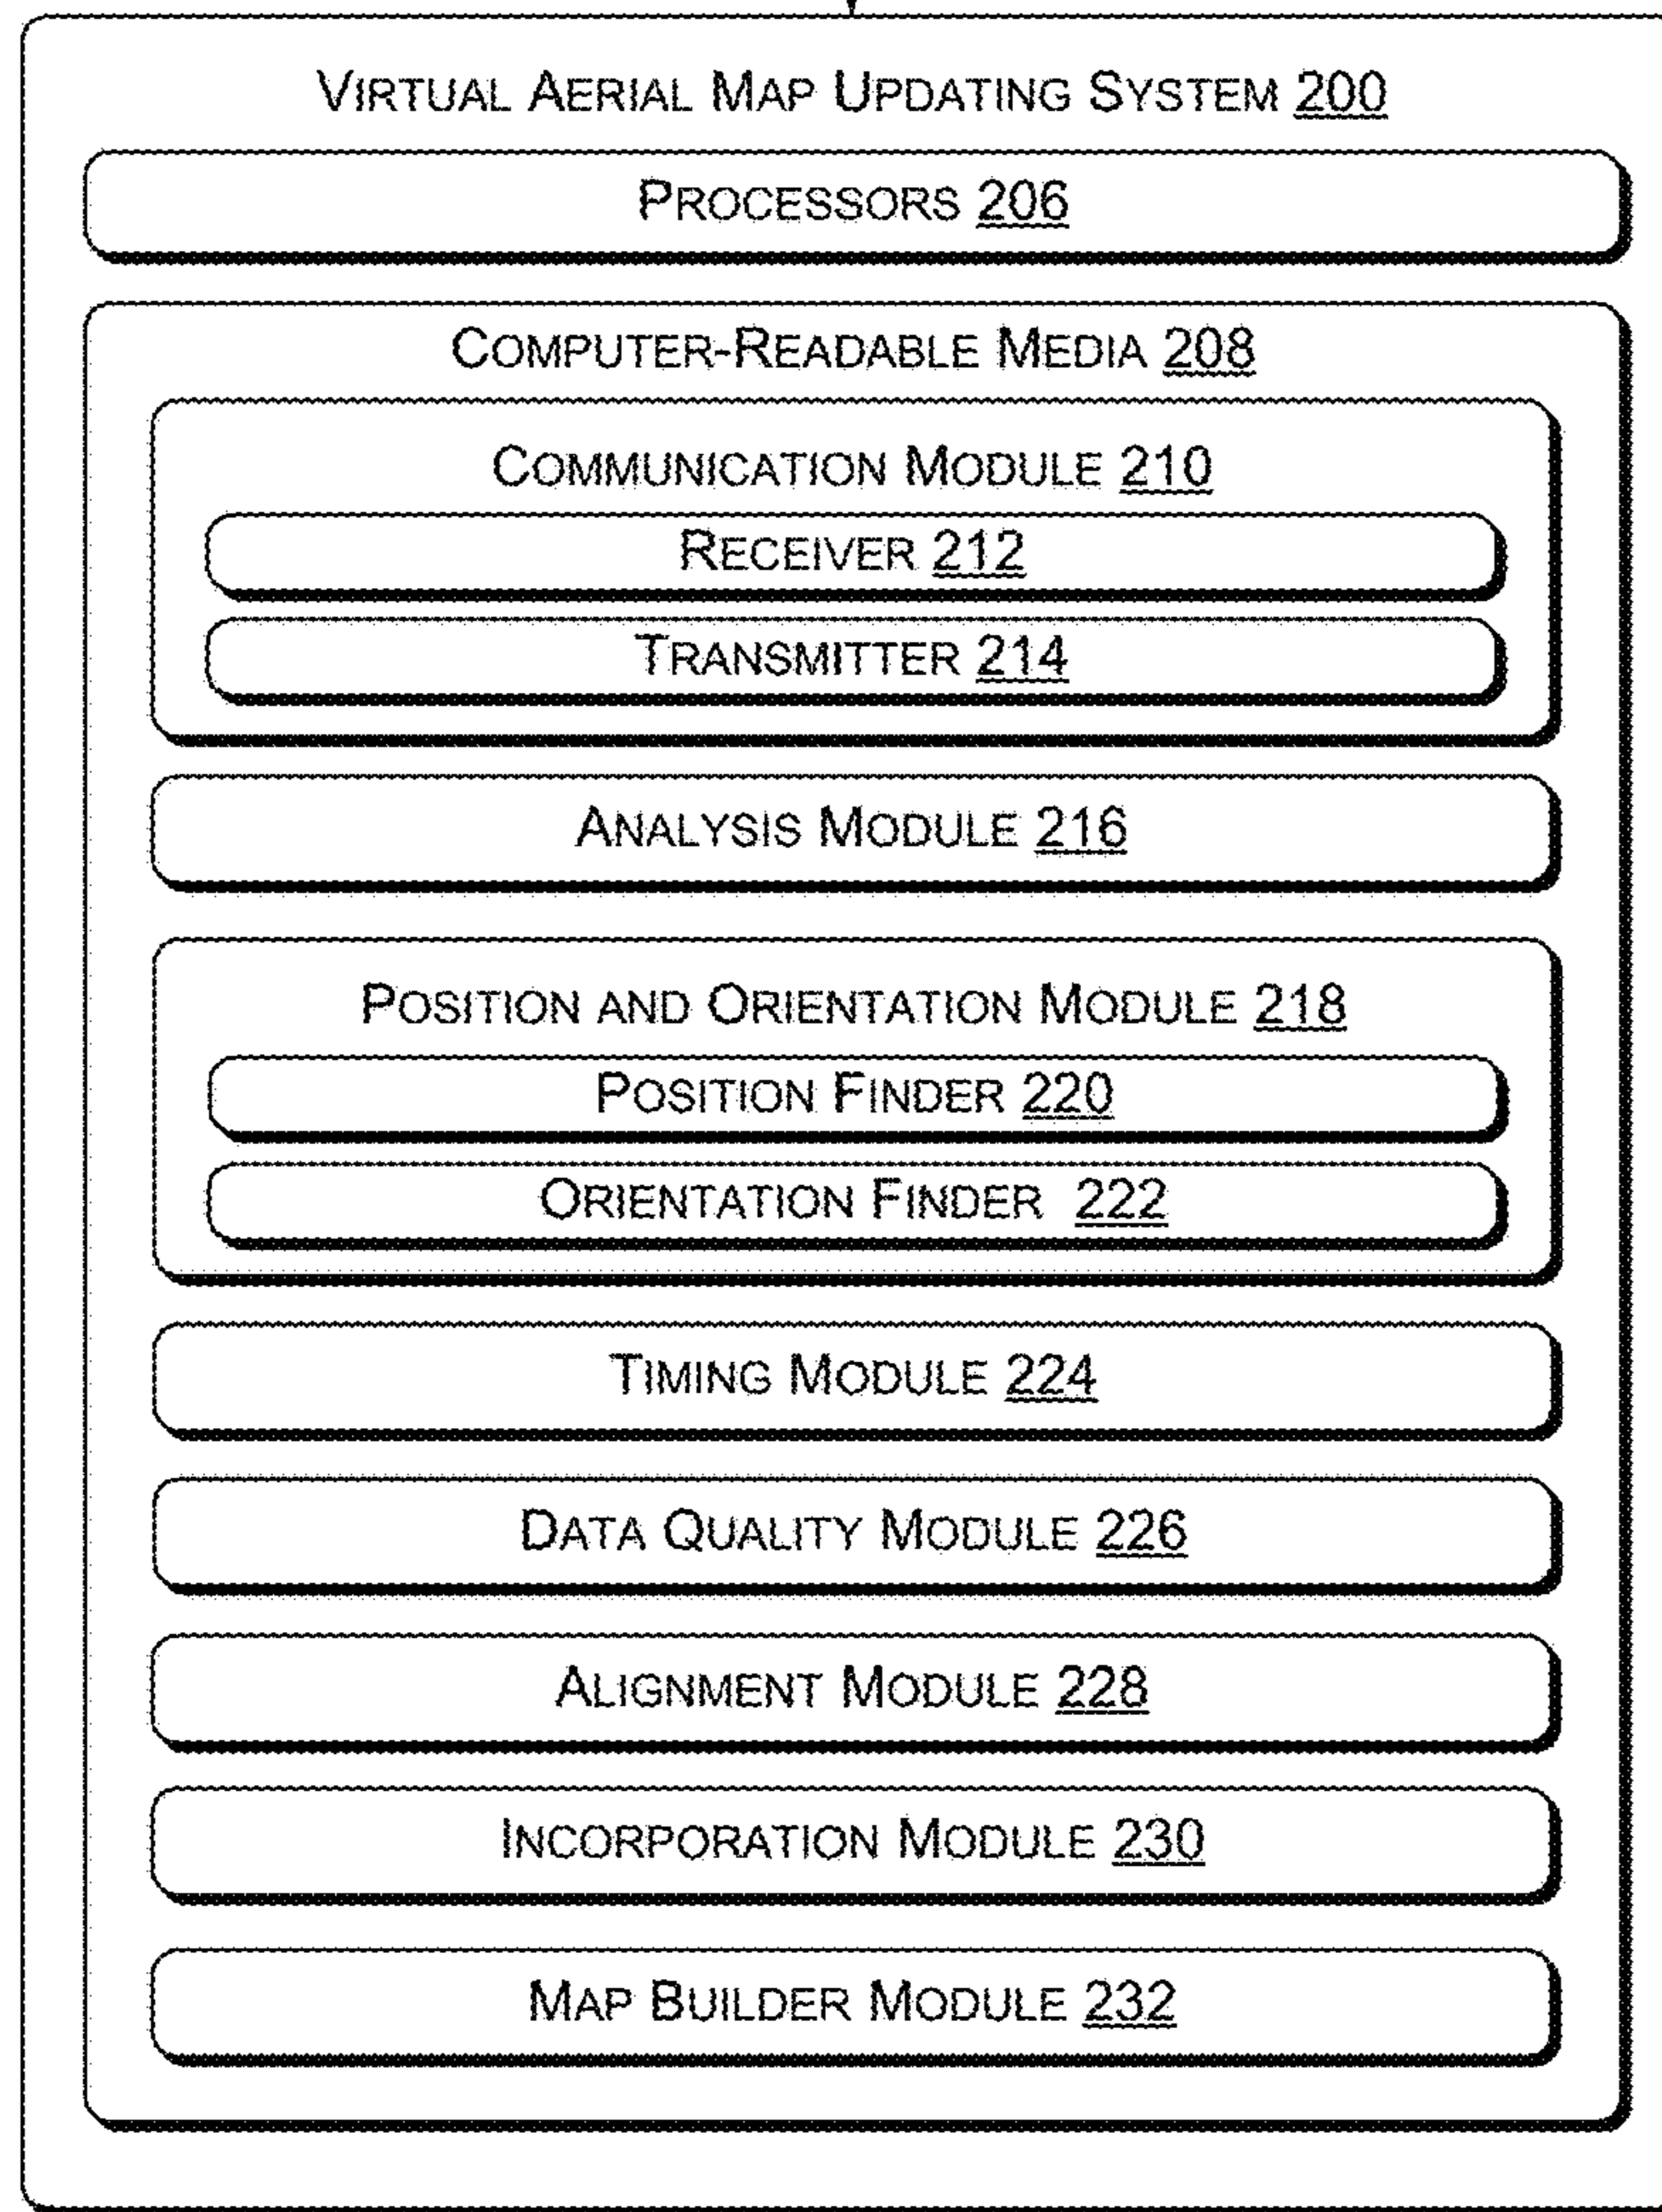 VIRTUAL AERIAL MAP UPDATING SYSTEM 200
PROCESSORS 206
COMPUTER-READABLE MEDIA 208
COMMUNICATION MODULE 210
RECEIVER 212
TRANSMITTER 214
ANALYSIS MODULE 216
POSITION AND ORIENTATION MODULE 218
POSITION FINDER 220
ORIENTATION FINDER 222
TIMING MODULE 224
DATA QUALITY MODULE 226
ALIGNMENT MODULE 228
INCORPORATION MODULE 230
MAP BUILDER MODULE 232